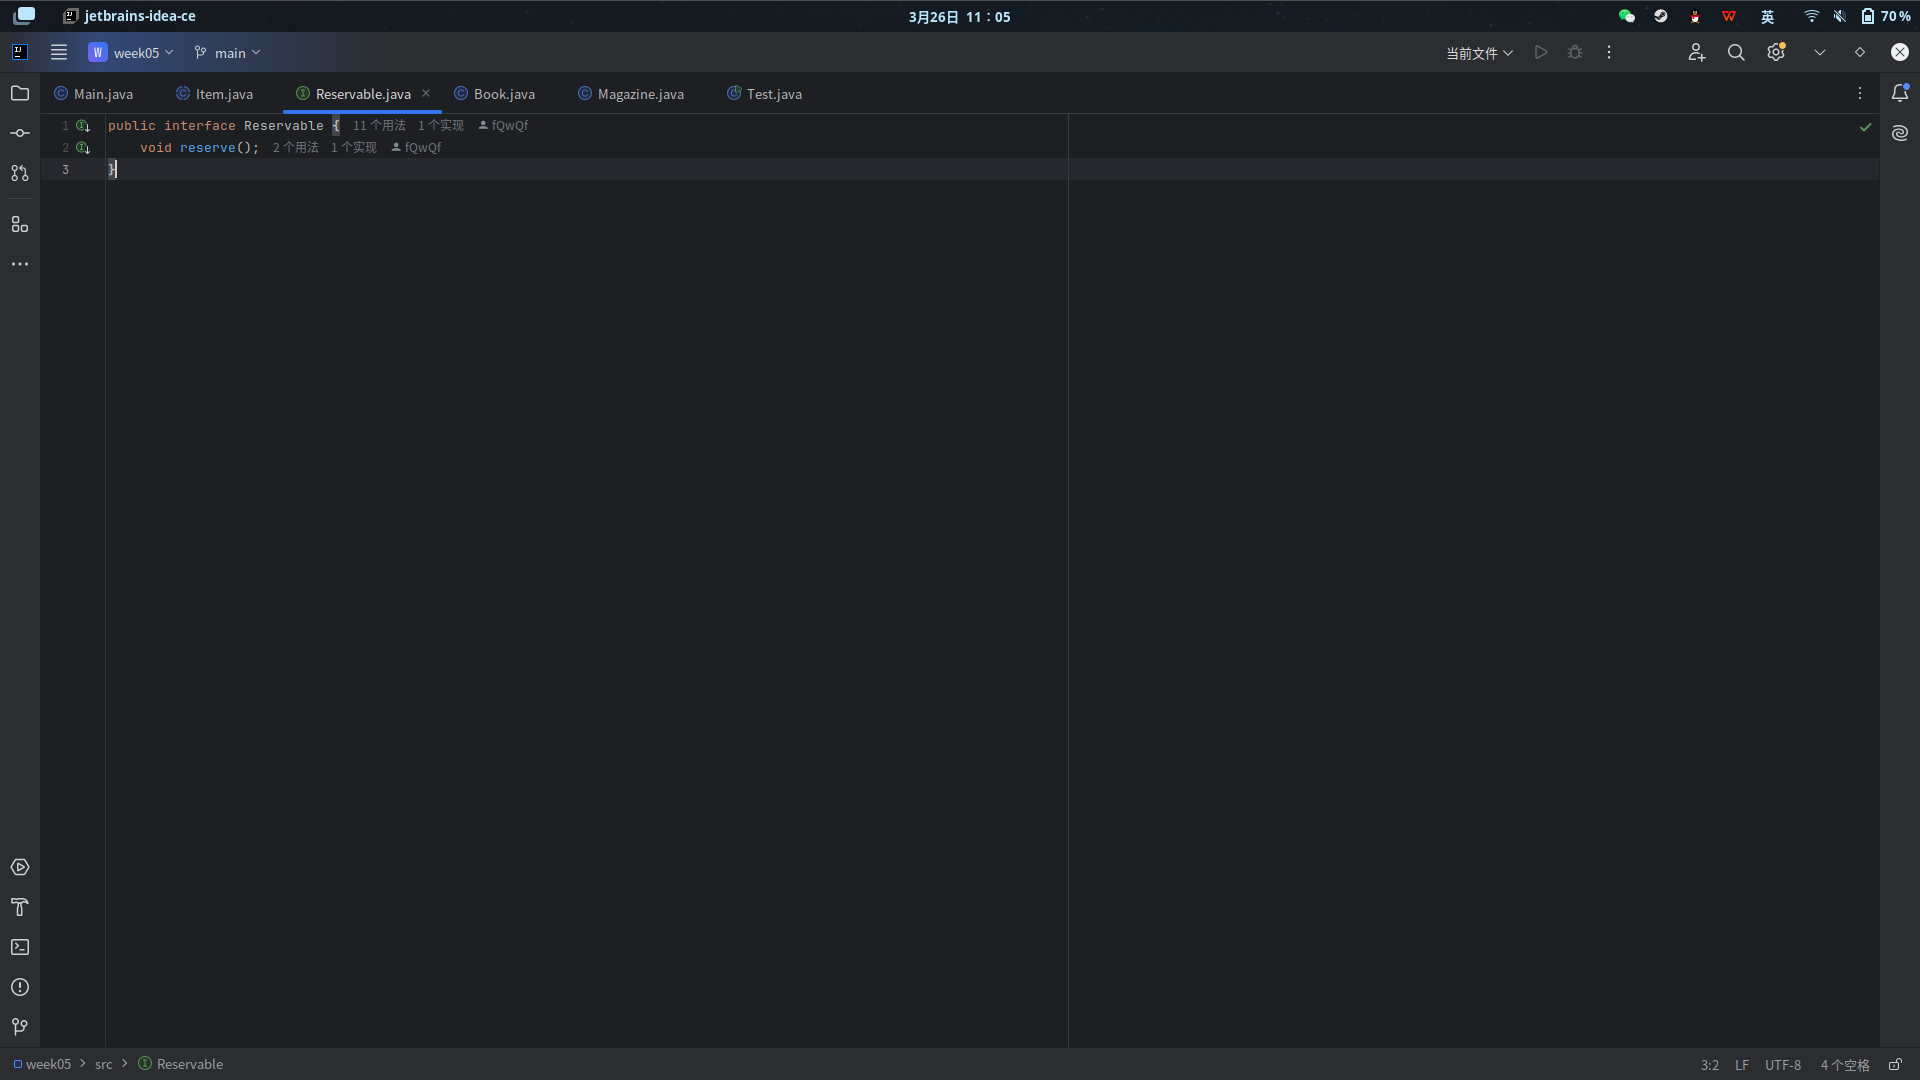 jetbrains-idea-ce
3月26日 11：05
英
70%
W week05
main
当前文件
Main.java
Item.java
Reservable.java
Book.java
Magazine.java
Test.java
1 public interface Reservable { 11 个用法 1 个实现 fQwQf
2 void reserve(); 2 个用法 1 个实现 fQwQf
3 }
week05 > src > Reservable
3:2 LF UTF-8 4 个空格